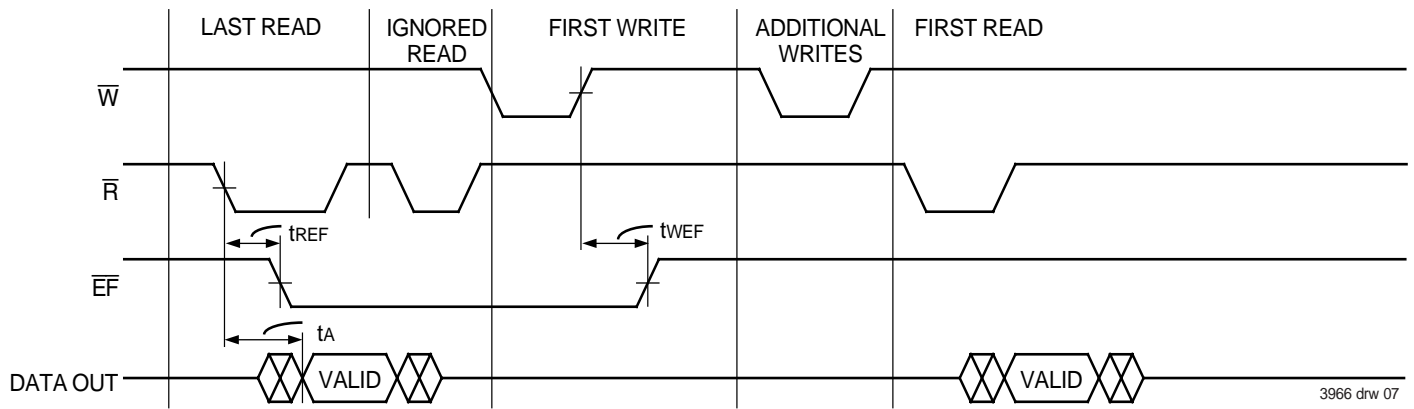 LAST READ
IGNORED
READ
FIRST WRITE
ADDITIONAL
WRITES
FIRST READ
W̅
R̅
tREF
tWEF
E̅F̅
tA
DATA OUT
VALID
VALID
3966 drw 07